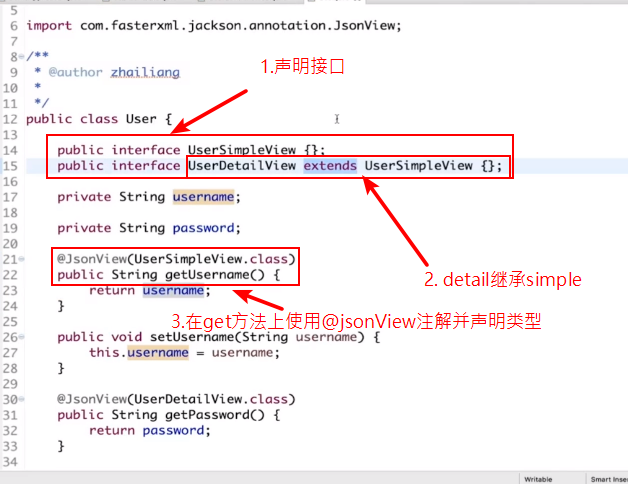 5
6 import com.fasterxml.jackson.annotation.JsonView;
7
8 /**
9 * @author zhailiang
10 *
11 */
12 public class User {
1.声明接口
13
14 public interface UserSimpleView {};
15 public interface UserDetailView extends UserSimpleView {};
16
17 private String username;
18
19 private String password;
20
21 @JsonView(UserSimpleView.class)
22 public String getUsername() {
2. detail继承simple
23 return username;
24 }
3.在get方法上使用@jsonView注解并声明类型
25
26 public void setUsername(String username) {
27 this.username = username;
28 }
29
30 @JsonView(UserDetailView.class)
31 public String getPassword() {
32 return password;
33 }
34
Writable
Smart Inser